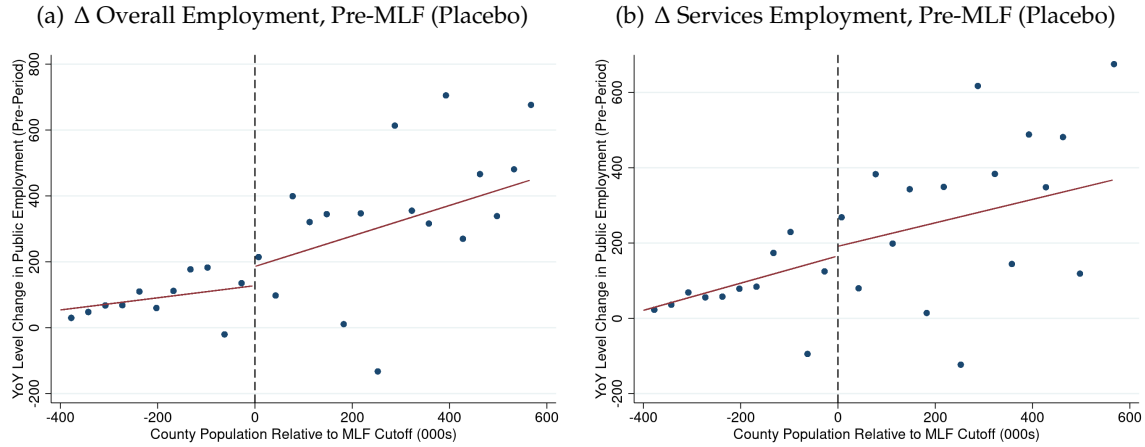 (a) Δ Overall Employment, Pre-MLF (Placebo)
YoY Level Change in Public Employment (Pre-Period)
800
600
400
200
0
-200
-400 -200 0 200 400 600
County Population Relative to MLF Cutoff (000s)
(b) Δ Services Employment, Pre-MLF (Placebo)
YoY Level Change in Public Employment (Pre-Period)
600
400
200
0
-200
-400 -200 0 200 400 600
County Population Relative to MLF Cutoff (000s)